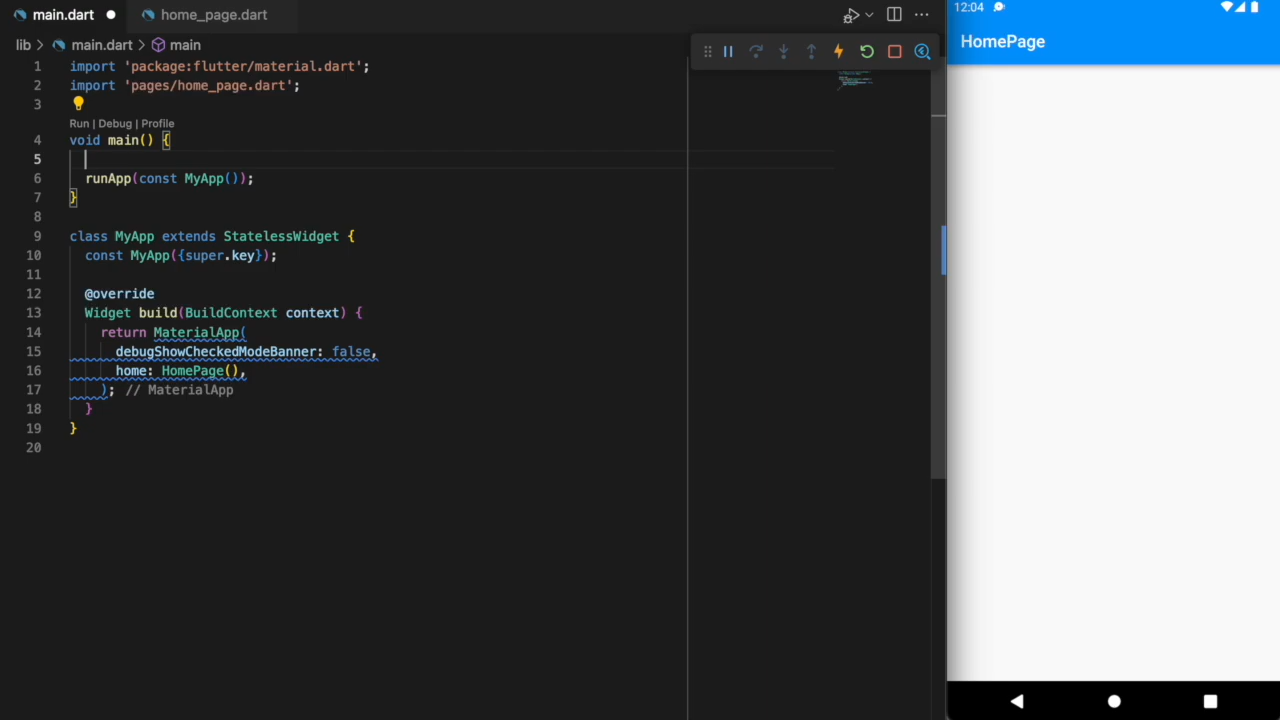 main.dart
home_page.dart
lib > main.dart > main
1 import 'package:flutter/material.dart';
2 import 'pages/home_page.dart';
3
Run | Debug | Profile
4 void main() {
5
6 runApp(const MyApp());
7 }
8
9 class MyApp extends StatelessWidget {
10 const MyApp({super.key});
11
12 @override
13 Widget build(BuildContext context) {
14 return MaterialApp(
15 debugShowCheckedModeBanner: false,
16 home: HomePage(),
17 ); // MaterialApp
18 }
19 }
20
12:04
HomePage